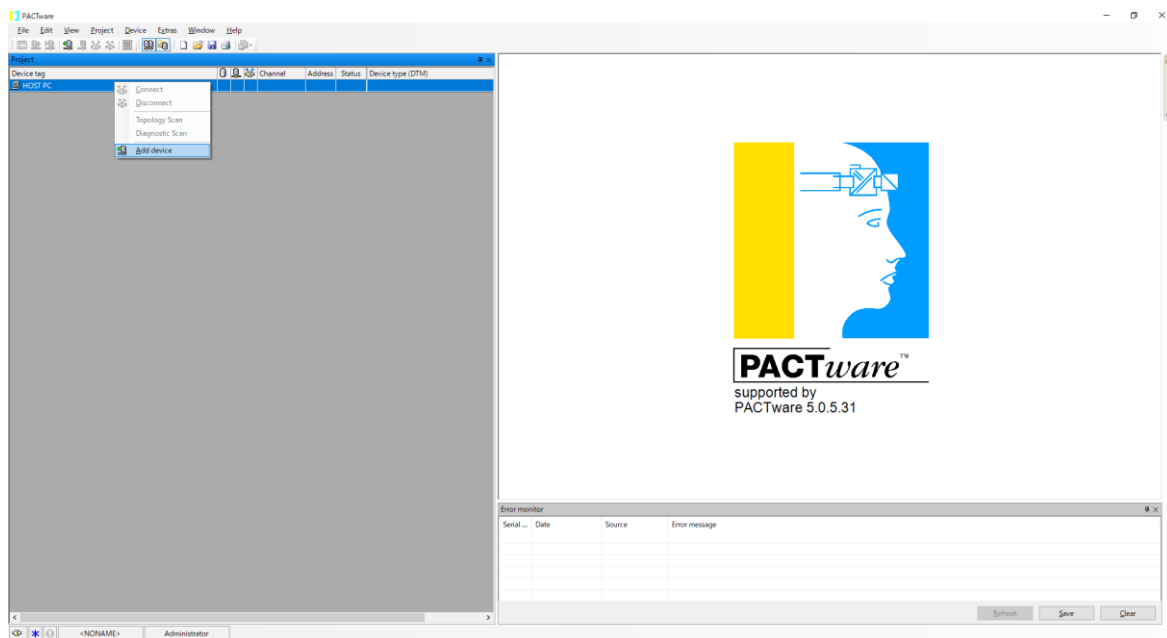 PACTware
File Edit View Project Device Extras Window Help
Project
Device tag Channel Address Status Device type (DTM)
HOST PC
Connect
Disconnect
Topology Scan
Diagnostic Scan
Add device
PACTware™
supported by
PACTware 5.0.5.31
Error monitor
Serial ... Date Source Error message
Refresh Save Clear
<NONAME> Administrator